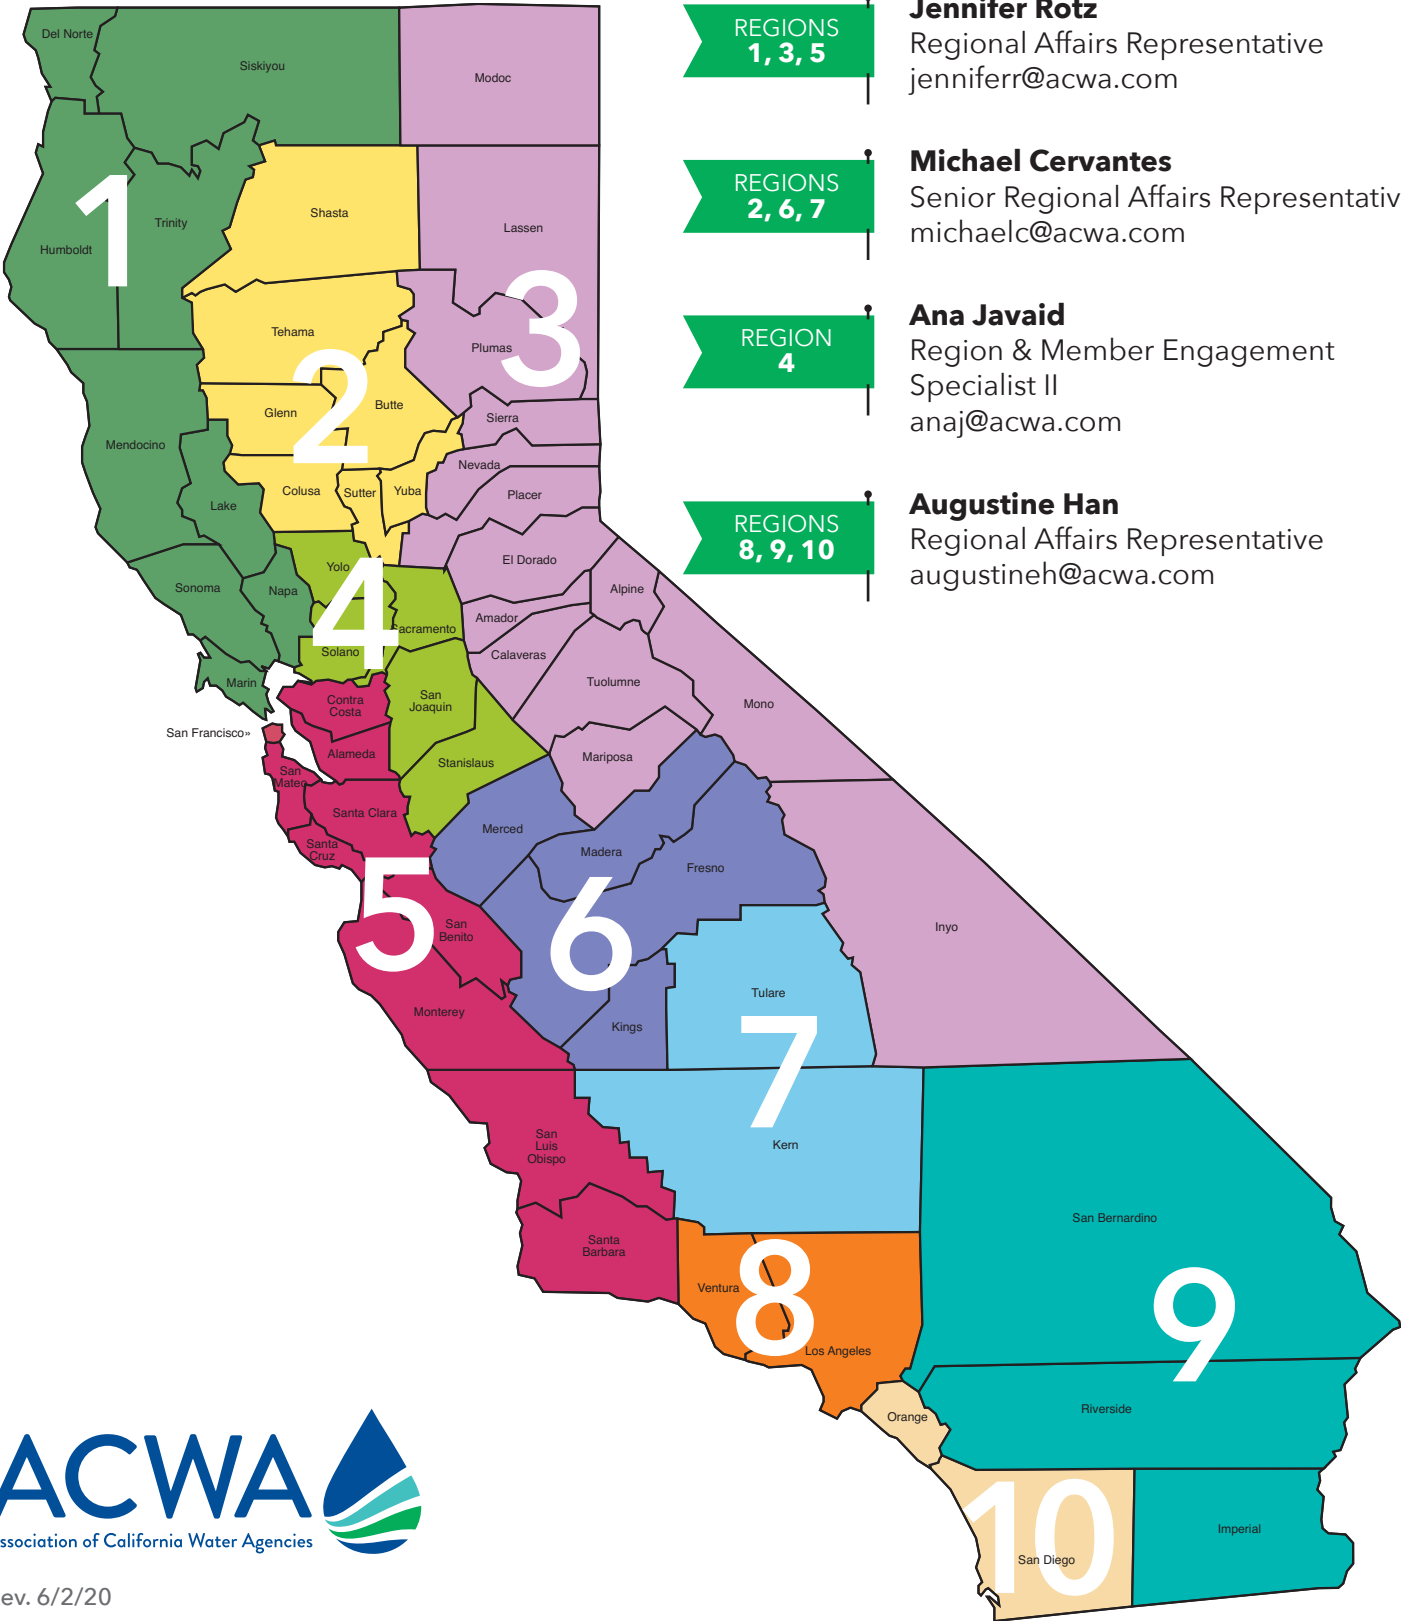 Jennifer Rotz
REGIONS
1, 3, 5
Regional Affairs Representative
jenniferr@acwa.com
REGIONS
2, 6, 7
Michael Cervantes
Senior Regional Affairs Representativ
michaelc@acwa.com
REGION
4
Ana Javaid
Region & Member Engagement
Specialist II
anaj@acwa.com
REGIONS
8, 9, 10
Augustine Han
Regional Affairs Representative
augustineh@acwa.com
Del Norte
Siskiyou
Modoc
1
Humboldt
Trinity
Shasta
Lassen
3
Tehama
Plumas
2
Glenn
Butte
Sierra
Mendocino
Nevada
Colusa
Sutter
Yuba
Placer
Lake
El Dorado
Yolo
4
Sonoma
Napa
Alpine
Amador
Sacramento
Solano
Calaveras
Marin
Tuolumne
Contra
Costa
San
Joaquin
Mono
San Francisco»
Alameda
Stanislaus
Mariposa
San
Mateo
Santa Clara
Merced
Santa
Cruz
Madera
Fresno
5
6
San
Benito
Inyo
Tulare
Monterey
Kings
7
San
Luis
Obispo
Kern
San Bernardino
Santa
Barbara
8
Ventura
9
Los Angeles
Orange
Riverside
10
San Diego
Imperial
ACWA
ssociation of California Water Agencies
ev. 6/2/20